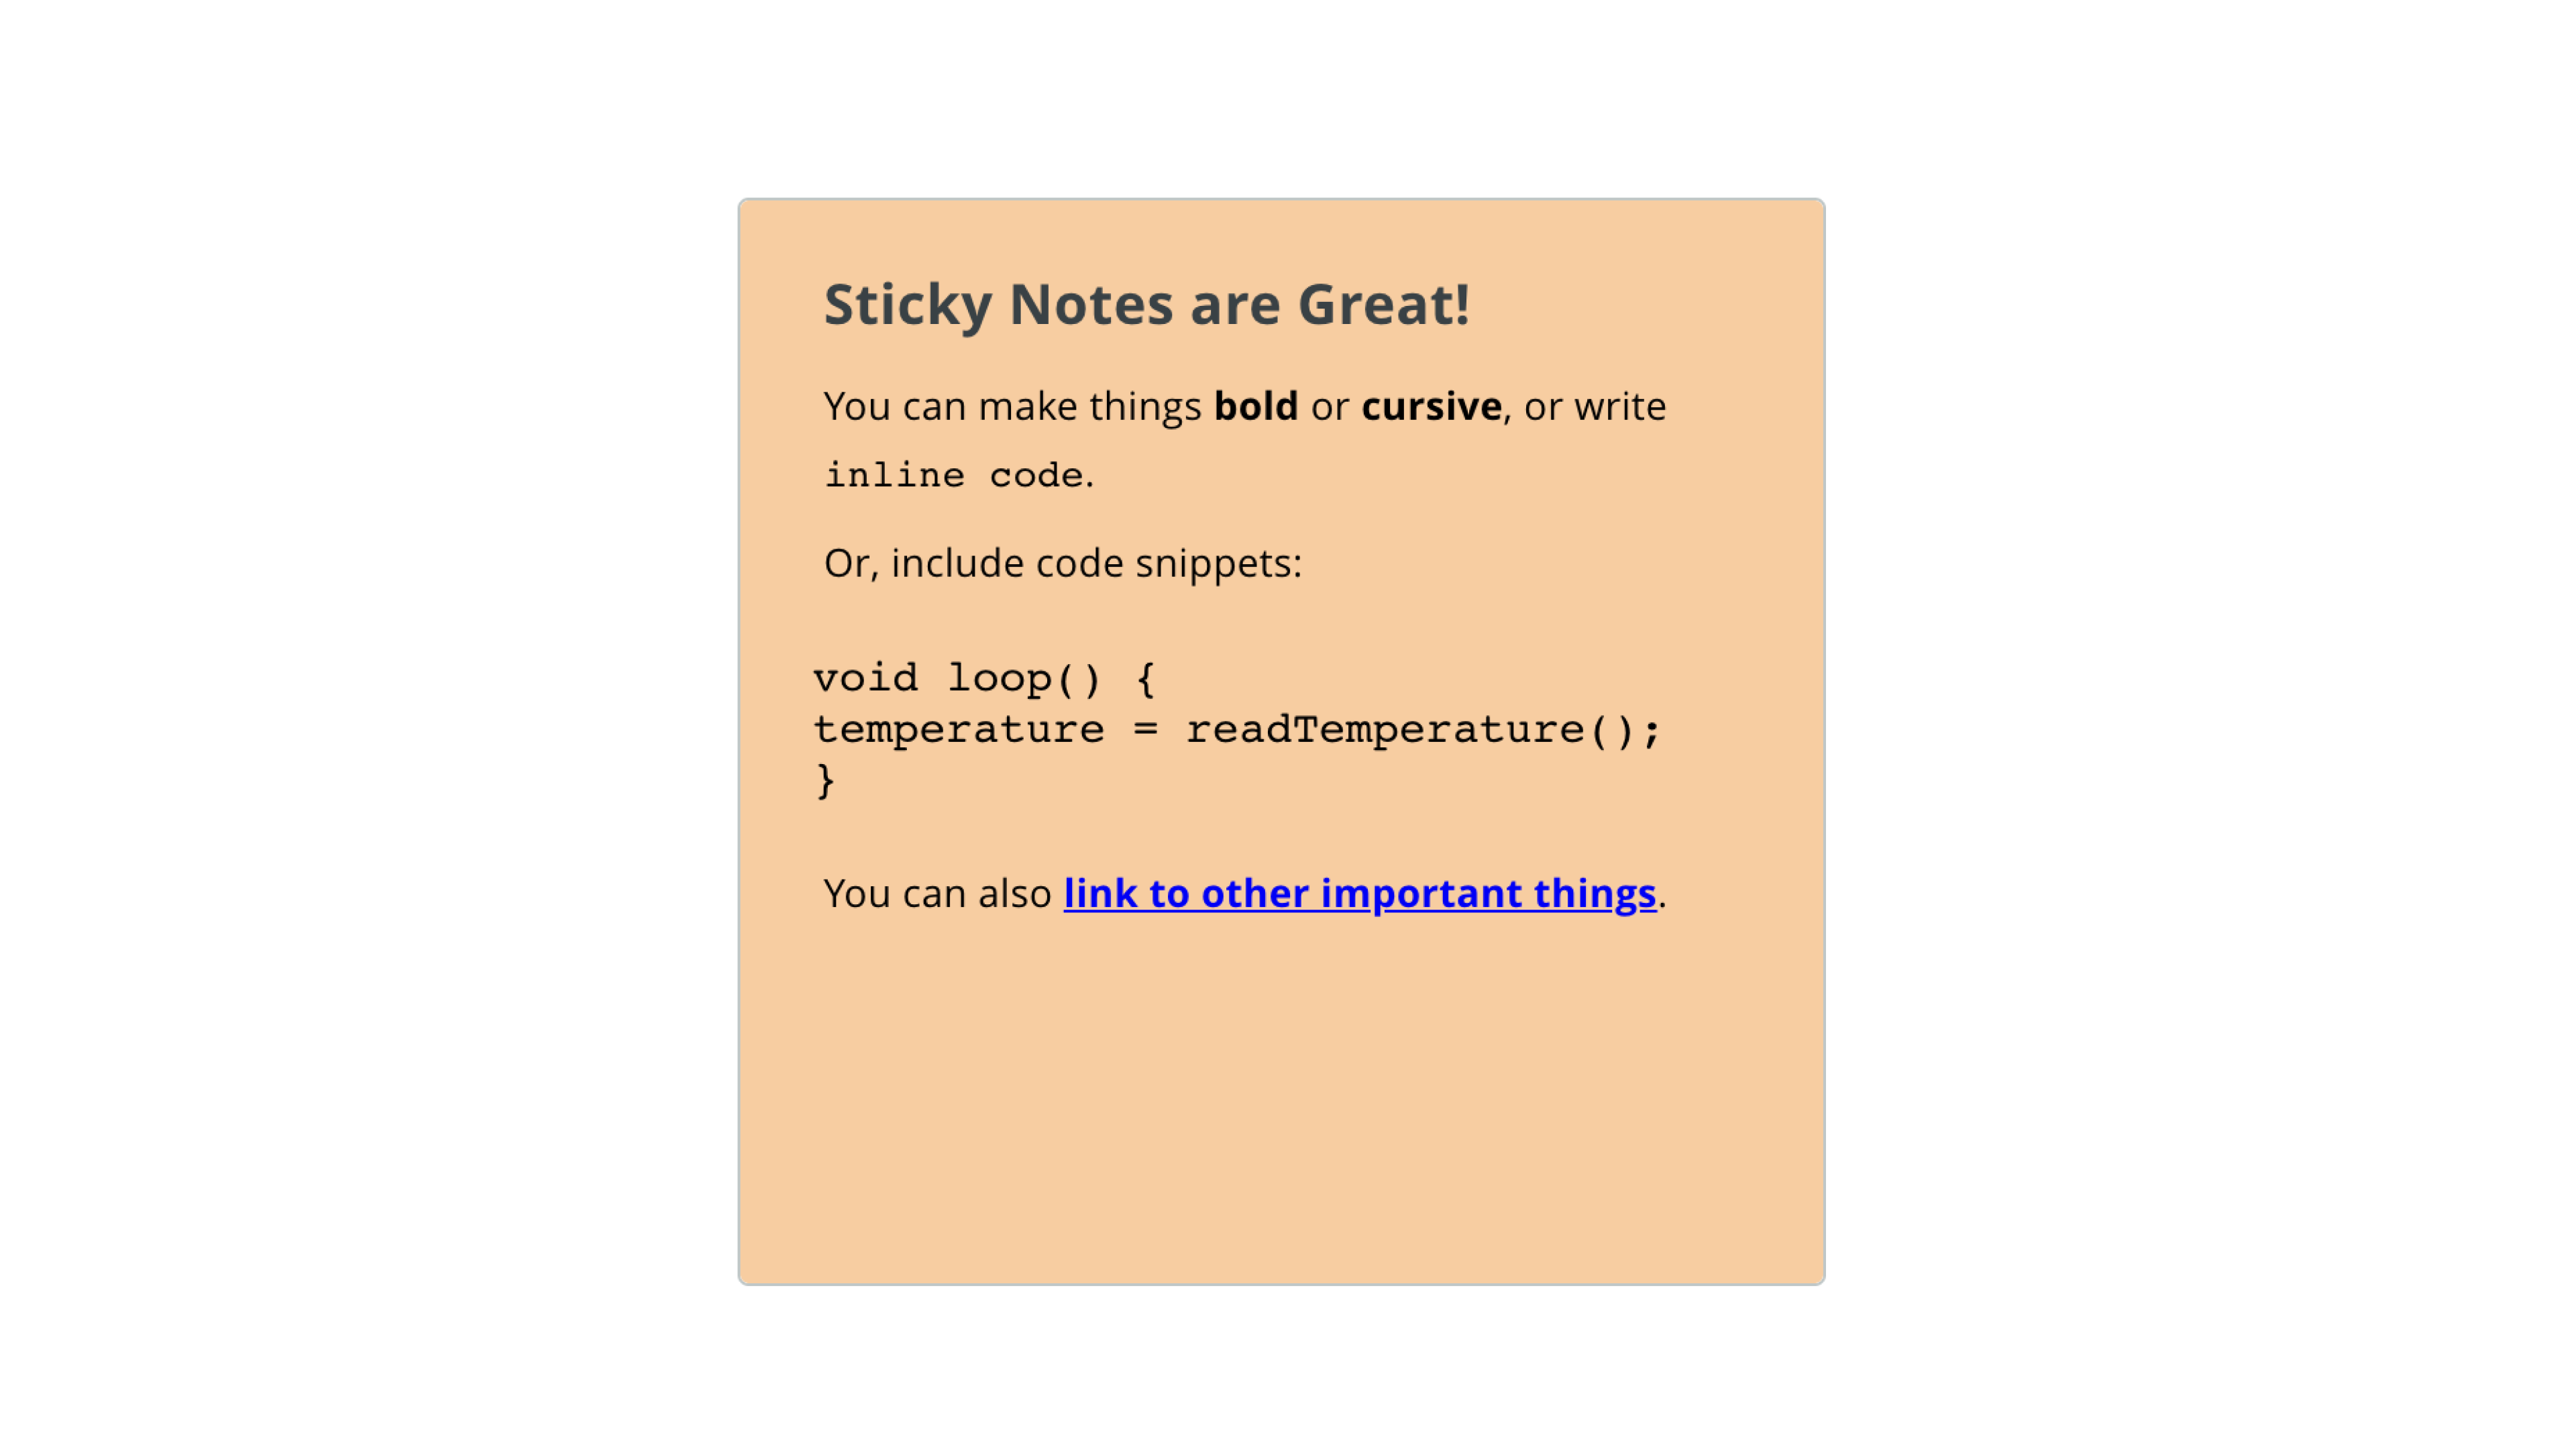 Sticky Notes are Great!
You can make things bold or cursive, or write
inline code.
Or, include code snippets:
void loop() {
temperature = readTemperature();
}
You can also link to other important things.